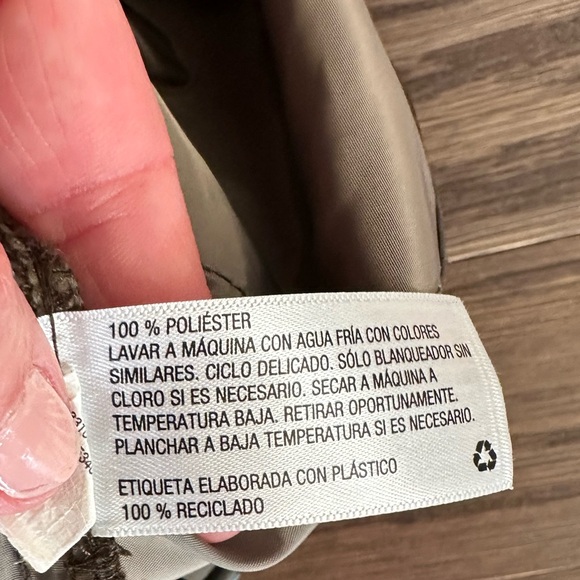 100 % POLIÉSTER
LAVAR A MÁQUINA CON AGUA FRÍA CON COLORES
SIMILARES. CICLO DELICADO. SÓLO BLANQUEADOR SIN
CLORO SI ES NECESARIO. SECAR A MÁQUINA A
TEMPERATURA BAJA. RETIRAR OPORTUNAMENTE.
PLANCHAR A BAJA TEMPERATURA SI ES NECESARIO.
ETIQUETA ELABORADA CON PLÁSTICO
100 % RECICLADO